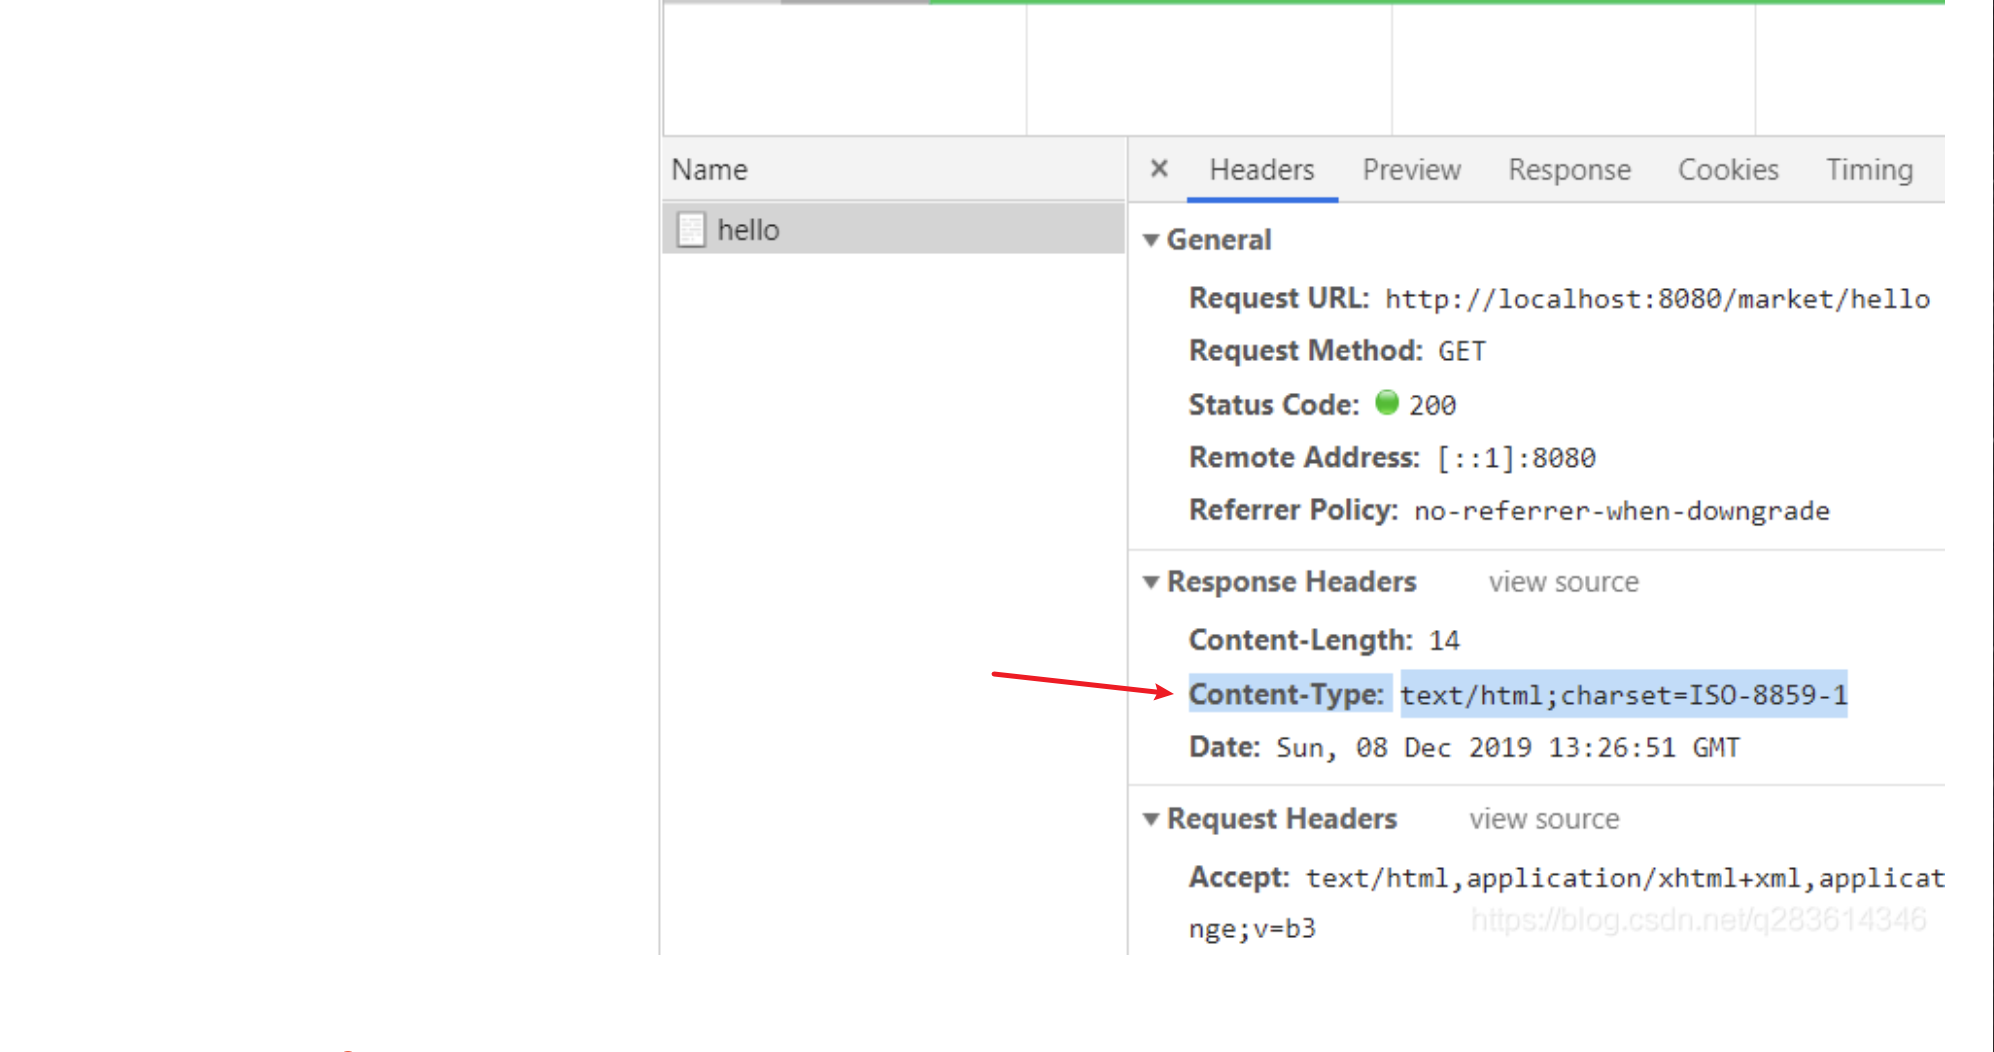 Name
× Headers Preview Response Cookies Timing
hello
▼ General
Request URL: http://localhost:8080/market/hello
Request Method: GET
Status Code: 200
Remote Address: [::1]:8080
Referrer Policy: no-referrer-when-downgrade
▼ Response Headers view source
Content-Length: 14
Content-Type: text/html;charset=ISO-8859-1
Date: Sun, 08 Dec 2019 13:26:51 GMT
▼ Request Headers view source
Accept: text/html,application/xhtml+xml,applicat
nge;v=b3
https://blog.csdn.net/q283614346